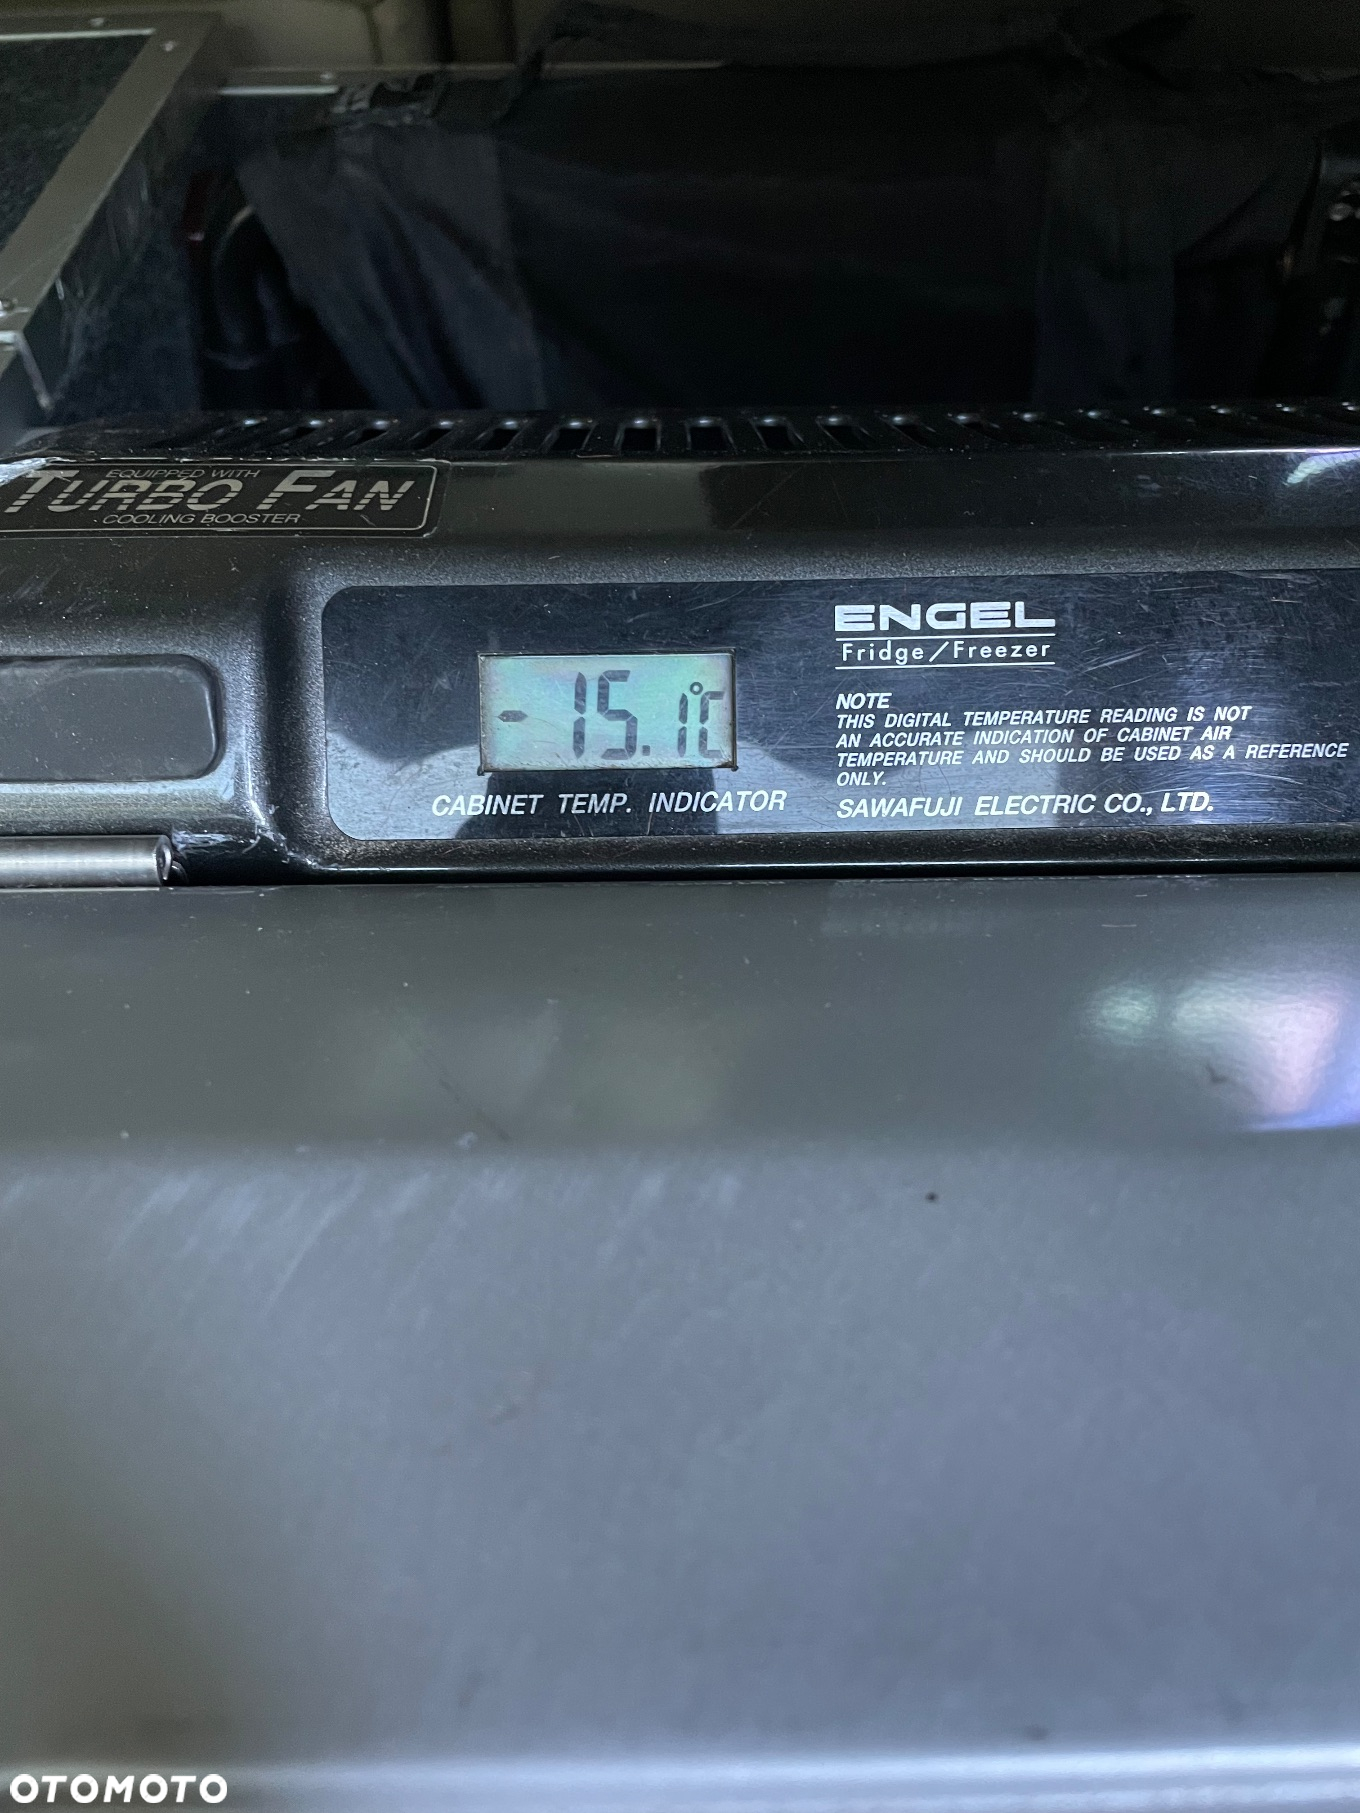 EQUIPPED WITH
TURBO FAN
COOLING BOOSTER
-15.1°C
CABINET TEMP. INDICATOR
ENGEL
Fridge/Freezer
NOTE
THIS DIGITAL TEMPERATURE READING IS NOT
AN ACCURATE INDICATION OF CABINET AIR
TEMPERATURE AND SHOULD BE USED AS A REFERENCE
ONLY.
SAWAFUJI ELECTRIC CO., LTD.
OTOMOTO